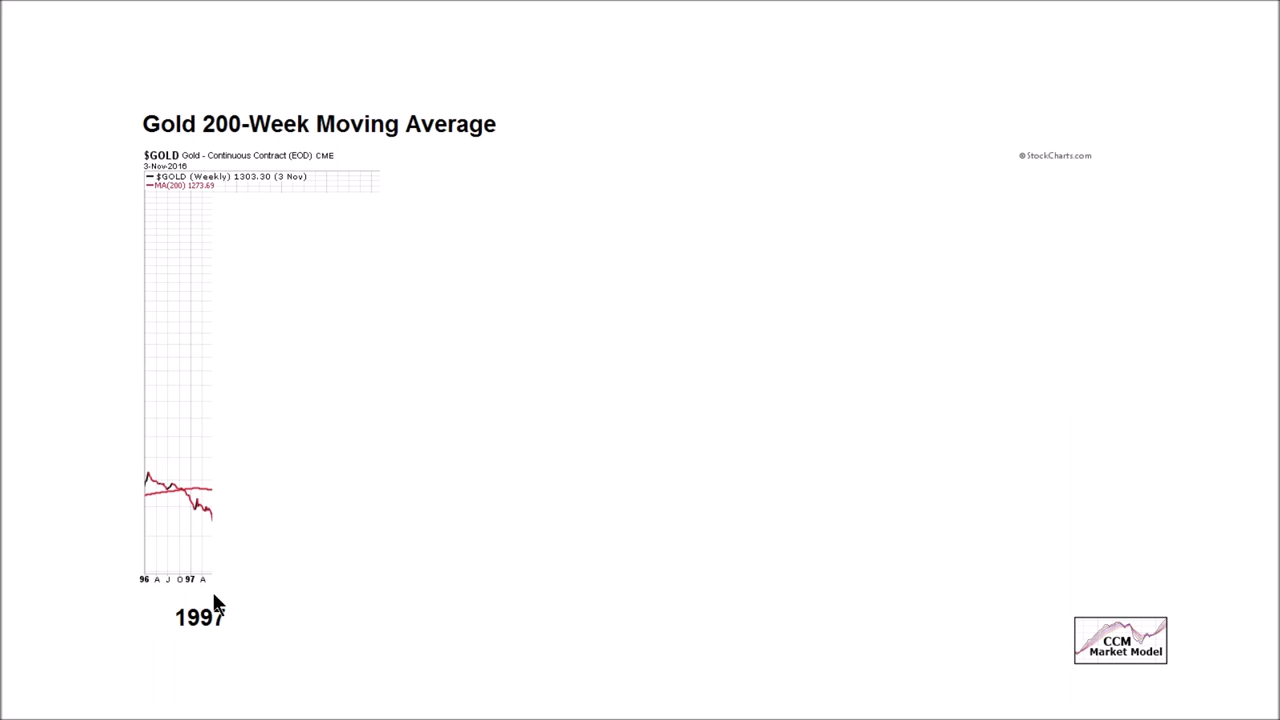 Gold 200-Week Moving Average
$GOLD Gold - Continuous Contract (EOD) CME
© StockCharts.com
3-Nov-2016
$GOLD (Weekly) 1303.30 (3 Nov)
MA(200) 1273.69
96 A J O 97 A
1997
CCM
Market Model